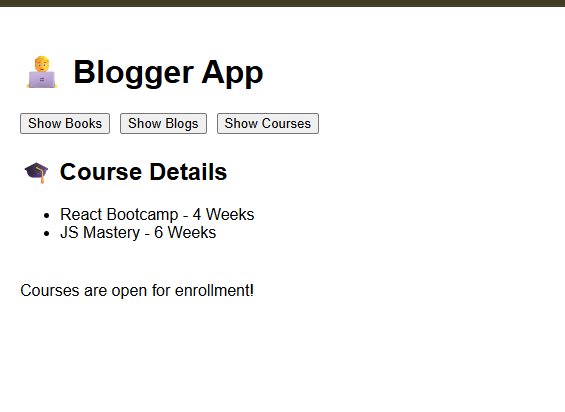 Blogger App
Show Books Show Blogs Show Courses
Course Details
React Bootcamp - 4 Weeks
JS Mastery - 6 Weeks
Courses are open for enrollment!